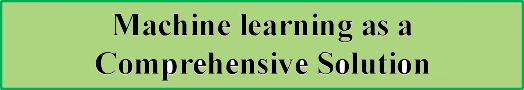 Machine learning as a
Comprehensive Solution